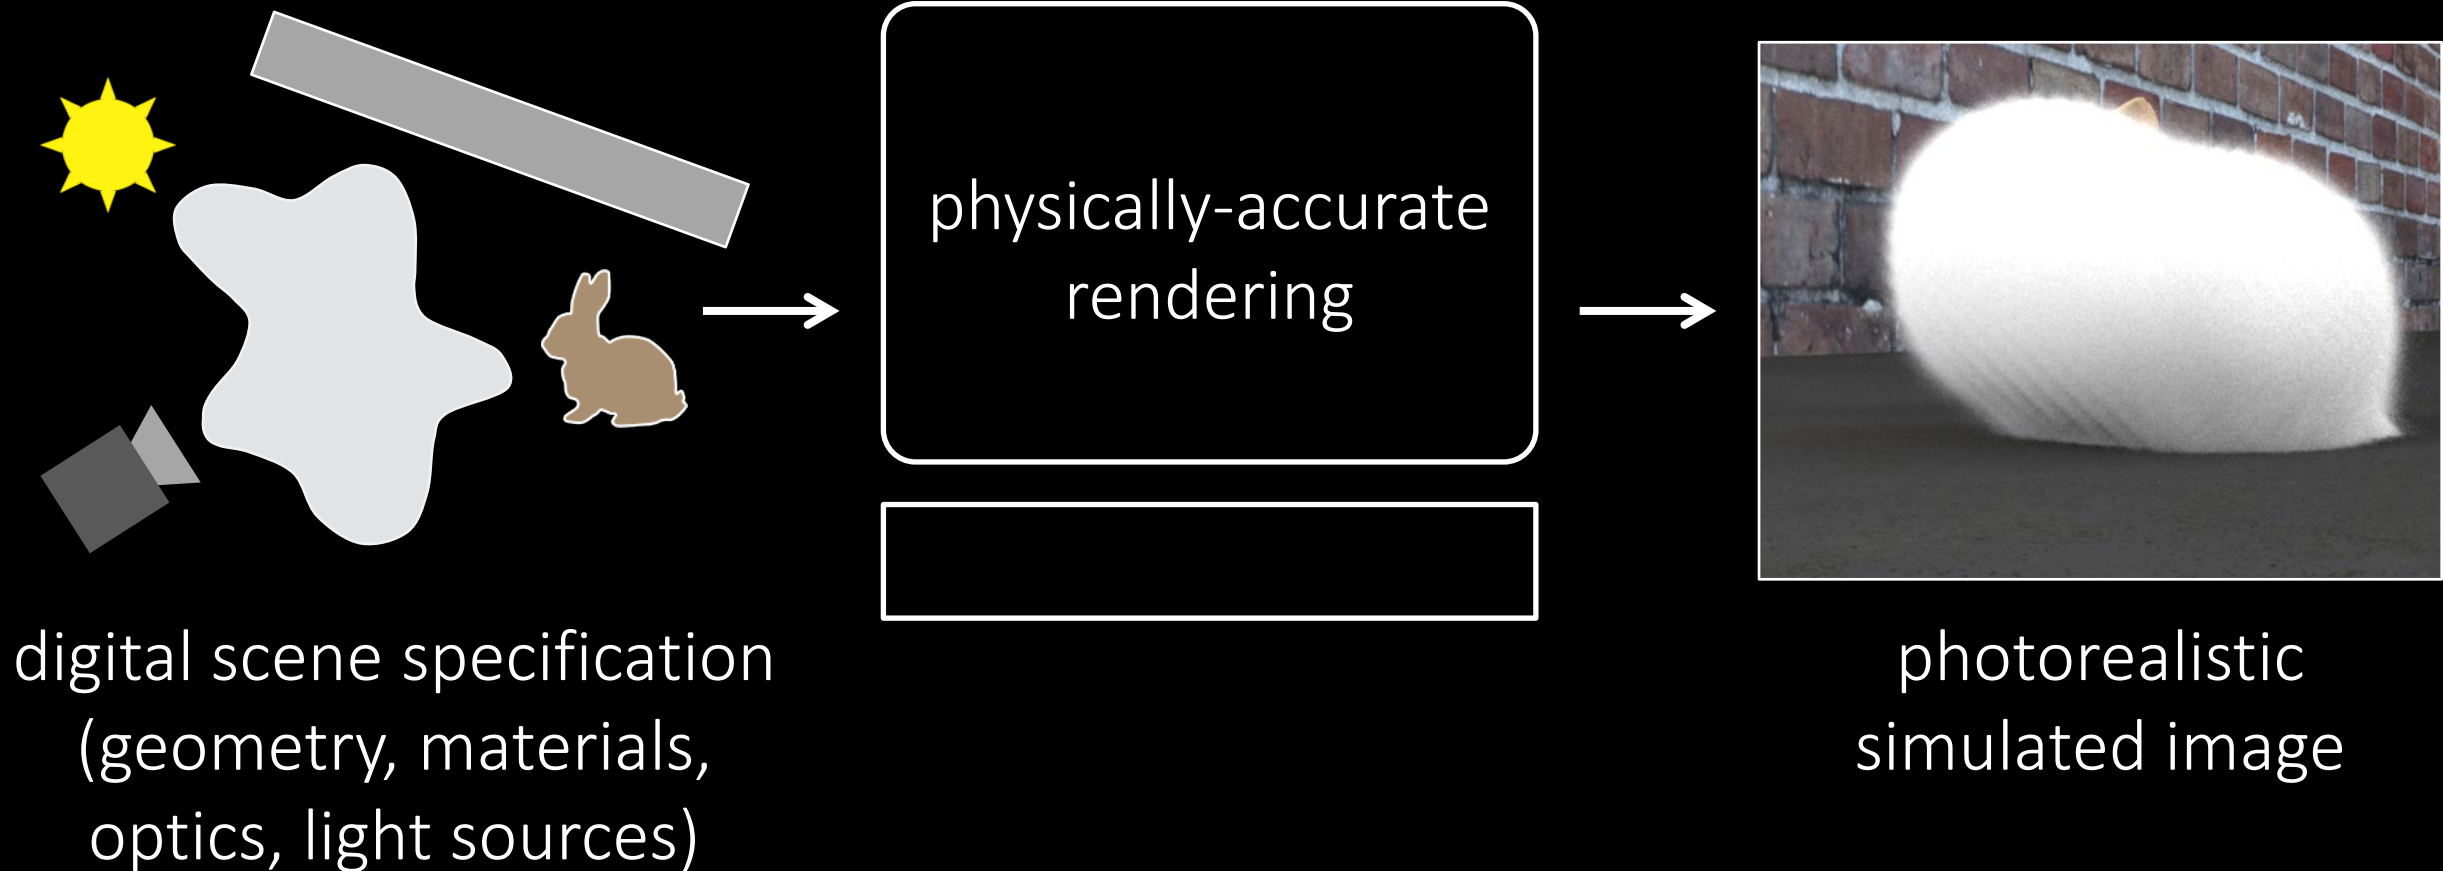 physically-accurate
rendering
digital scene specification
(geometry, materials,
optics, light sources)
photorealistic
simulated image